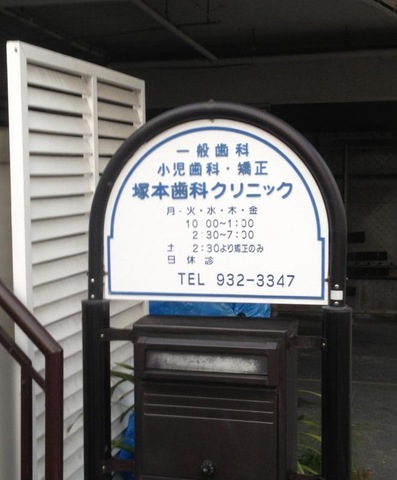 一般歯科
小児歯科・矯正
塚本歯科クリニック
月・火・水・木・金
10:00~1:00
2:30~7:00
土 2:30より矯正のみ
日 休 診
TEL 932-3347